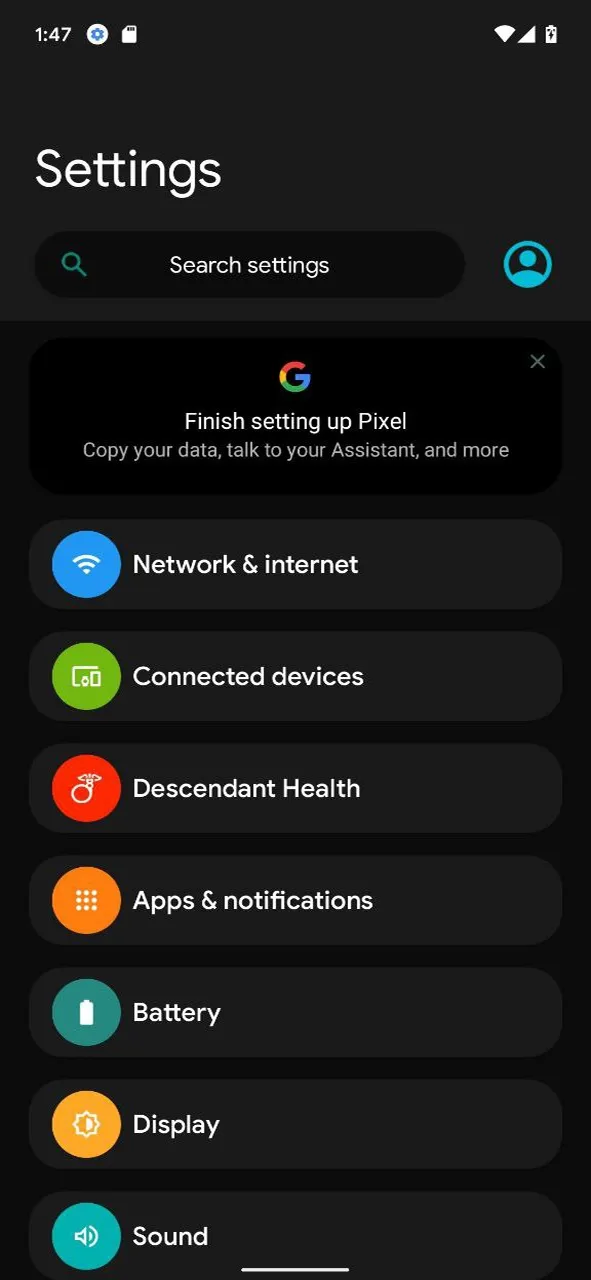 1:47
Settings
Search settings
Finish setting up Pixel
Copy your data, talk to your Assistant, and more
Network & internet
Connected devices
Descendant Health
Apps & notifications
Battery
Display
Sound